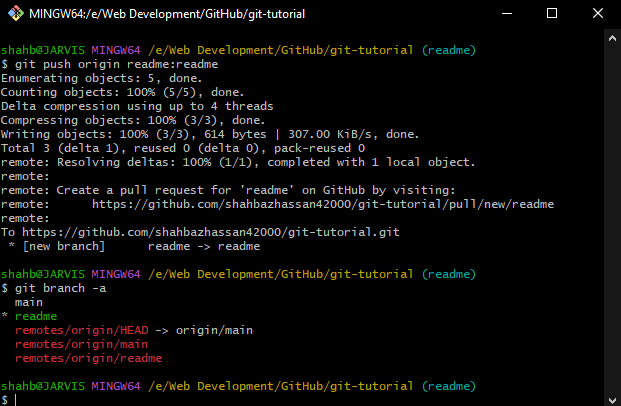 MINGW64:/e/Web Development/GitHub/git-tutorial
shahb@JARVIS MINGW64 /e/Web Development/GitHub/git-tutorial (readme)
$ git push origin readme:readme
Enumerating objects: 5, done.
Counting objects: 100% (5/5), done.
Delta compression using up to 4 threads
Compressing objects: 100% (3/3), done.
Writing objects: 100% (3/3), 614 bytes | 307.00 KiB/s, done.
Total 3 (delta 1), reused 0 (delta 0), pack-reused 0
remote: Resolving deltas: 100% (1/1), completed with 1 local object.
remote:
remote: Create a pull request for 'readme' on GitHub by visiting:
remote:      https://github.com/shahbazhassan42000/git-tutorial/pull/new/readme
remote:
To https://github.com/shahbazhassan42000/git-tutorial.git
 * [new branch]      readme -> readme
shahb@JARVIS MINGW64 /e/Web Development/GitHub/git-tutorial (readme)
$ git branch -a
  main
* readme
  remotes/origin/HEAD -> origin/main
  remotes/origin/main
  remotes/origin/readme
shahb@JARVIS MINGW64 /e/Web Development/GitHub/git-tutorial (readme)
$